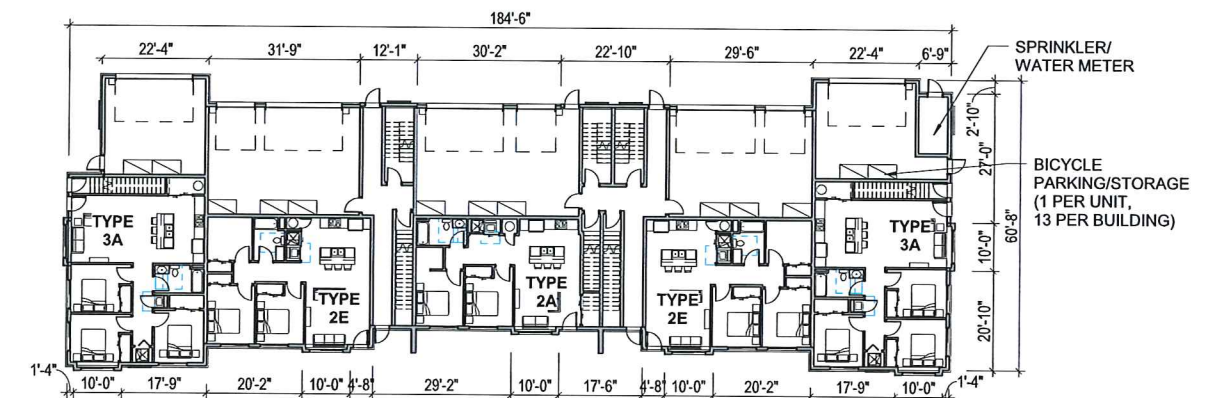 184'-6"
22'-4"
31'-9"
12'-1"
30'-2"
22'-10"
29'-6"
22'-4"
6'-9"
SPRINKLER/
WATER METER
2'-10"
27'-0"
60'-8"
10'-0"
20'-10"
BICYCLE
PARKING/STORAGE
(1 PER UNIT,
13 PER BUILDING)
TYPE
3A
TYPE
2E
TYPE
2A
TYPE
2E
TYPE
3A
1'-4"
10'-0"
17'-9"
20'-2"
10'-0"
4'-8"
29'-2"
10'-0"
17'-6"
4'-8"
10'-0"
20'-2"
17'-9"
10'-0"
1'-4"